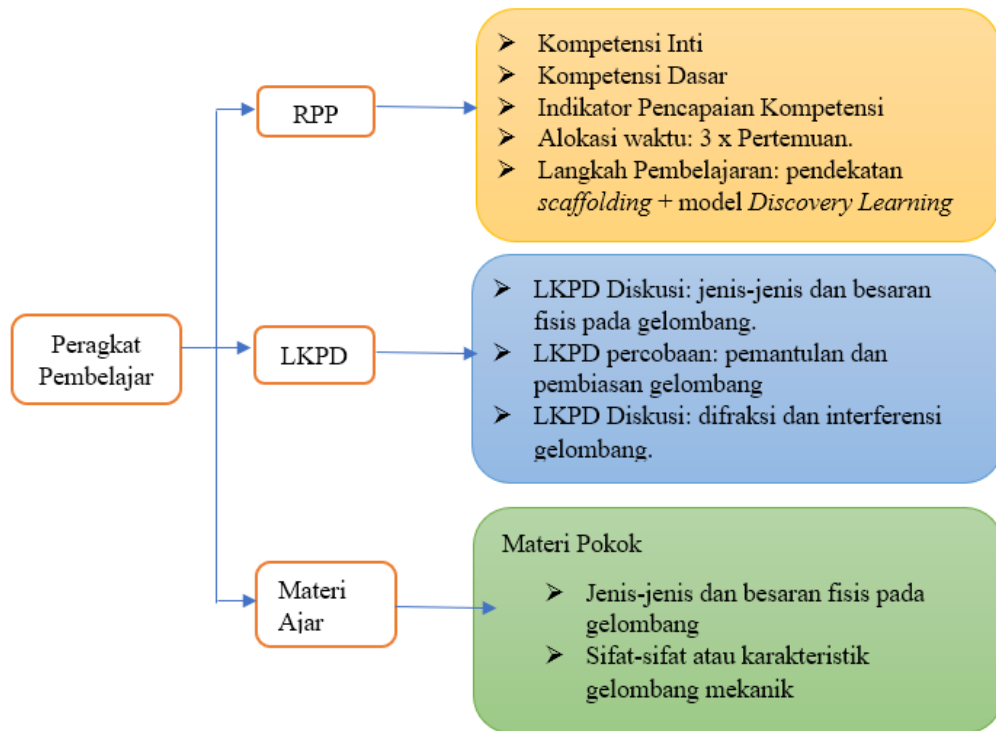 Peragkat
Pembelajar
RPP
➤ Kompetensi Inti
➤ Kompetensi Dasar
➤ Indikator Pencapaian Kompetensi
➤ Alokasi waktu: 3 x Pertemuan.
➤ Langkah Pembelajaran: pendekatan
scaffolding + model Discovery Learning
LKPD
➤ LKPD Diskusi: jenis-jenis dan besaran
fisis pada gelombang.
➤ LKPD percobaan: pemantulan dan
pembiasan gelombang
➤ LKPD Diskusi: difraksi dan interferensi
gelombang.
Materi
Ajar
Materi Pokok
➤ Jenis-jenis dan besaran fisis pada
gelombang
➤ Sifat-sifat atau karakteristik
gelombang mekanik